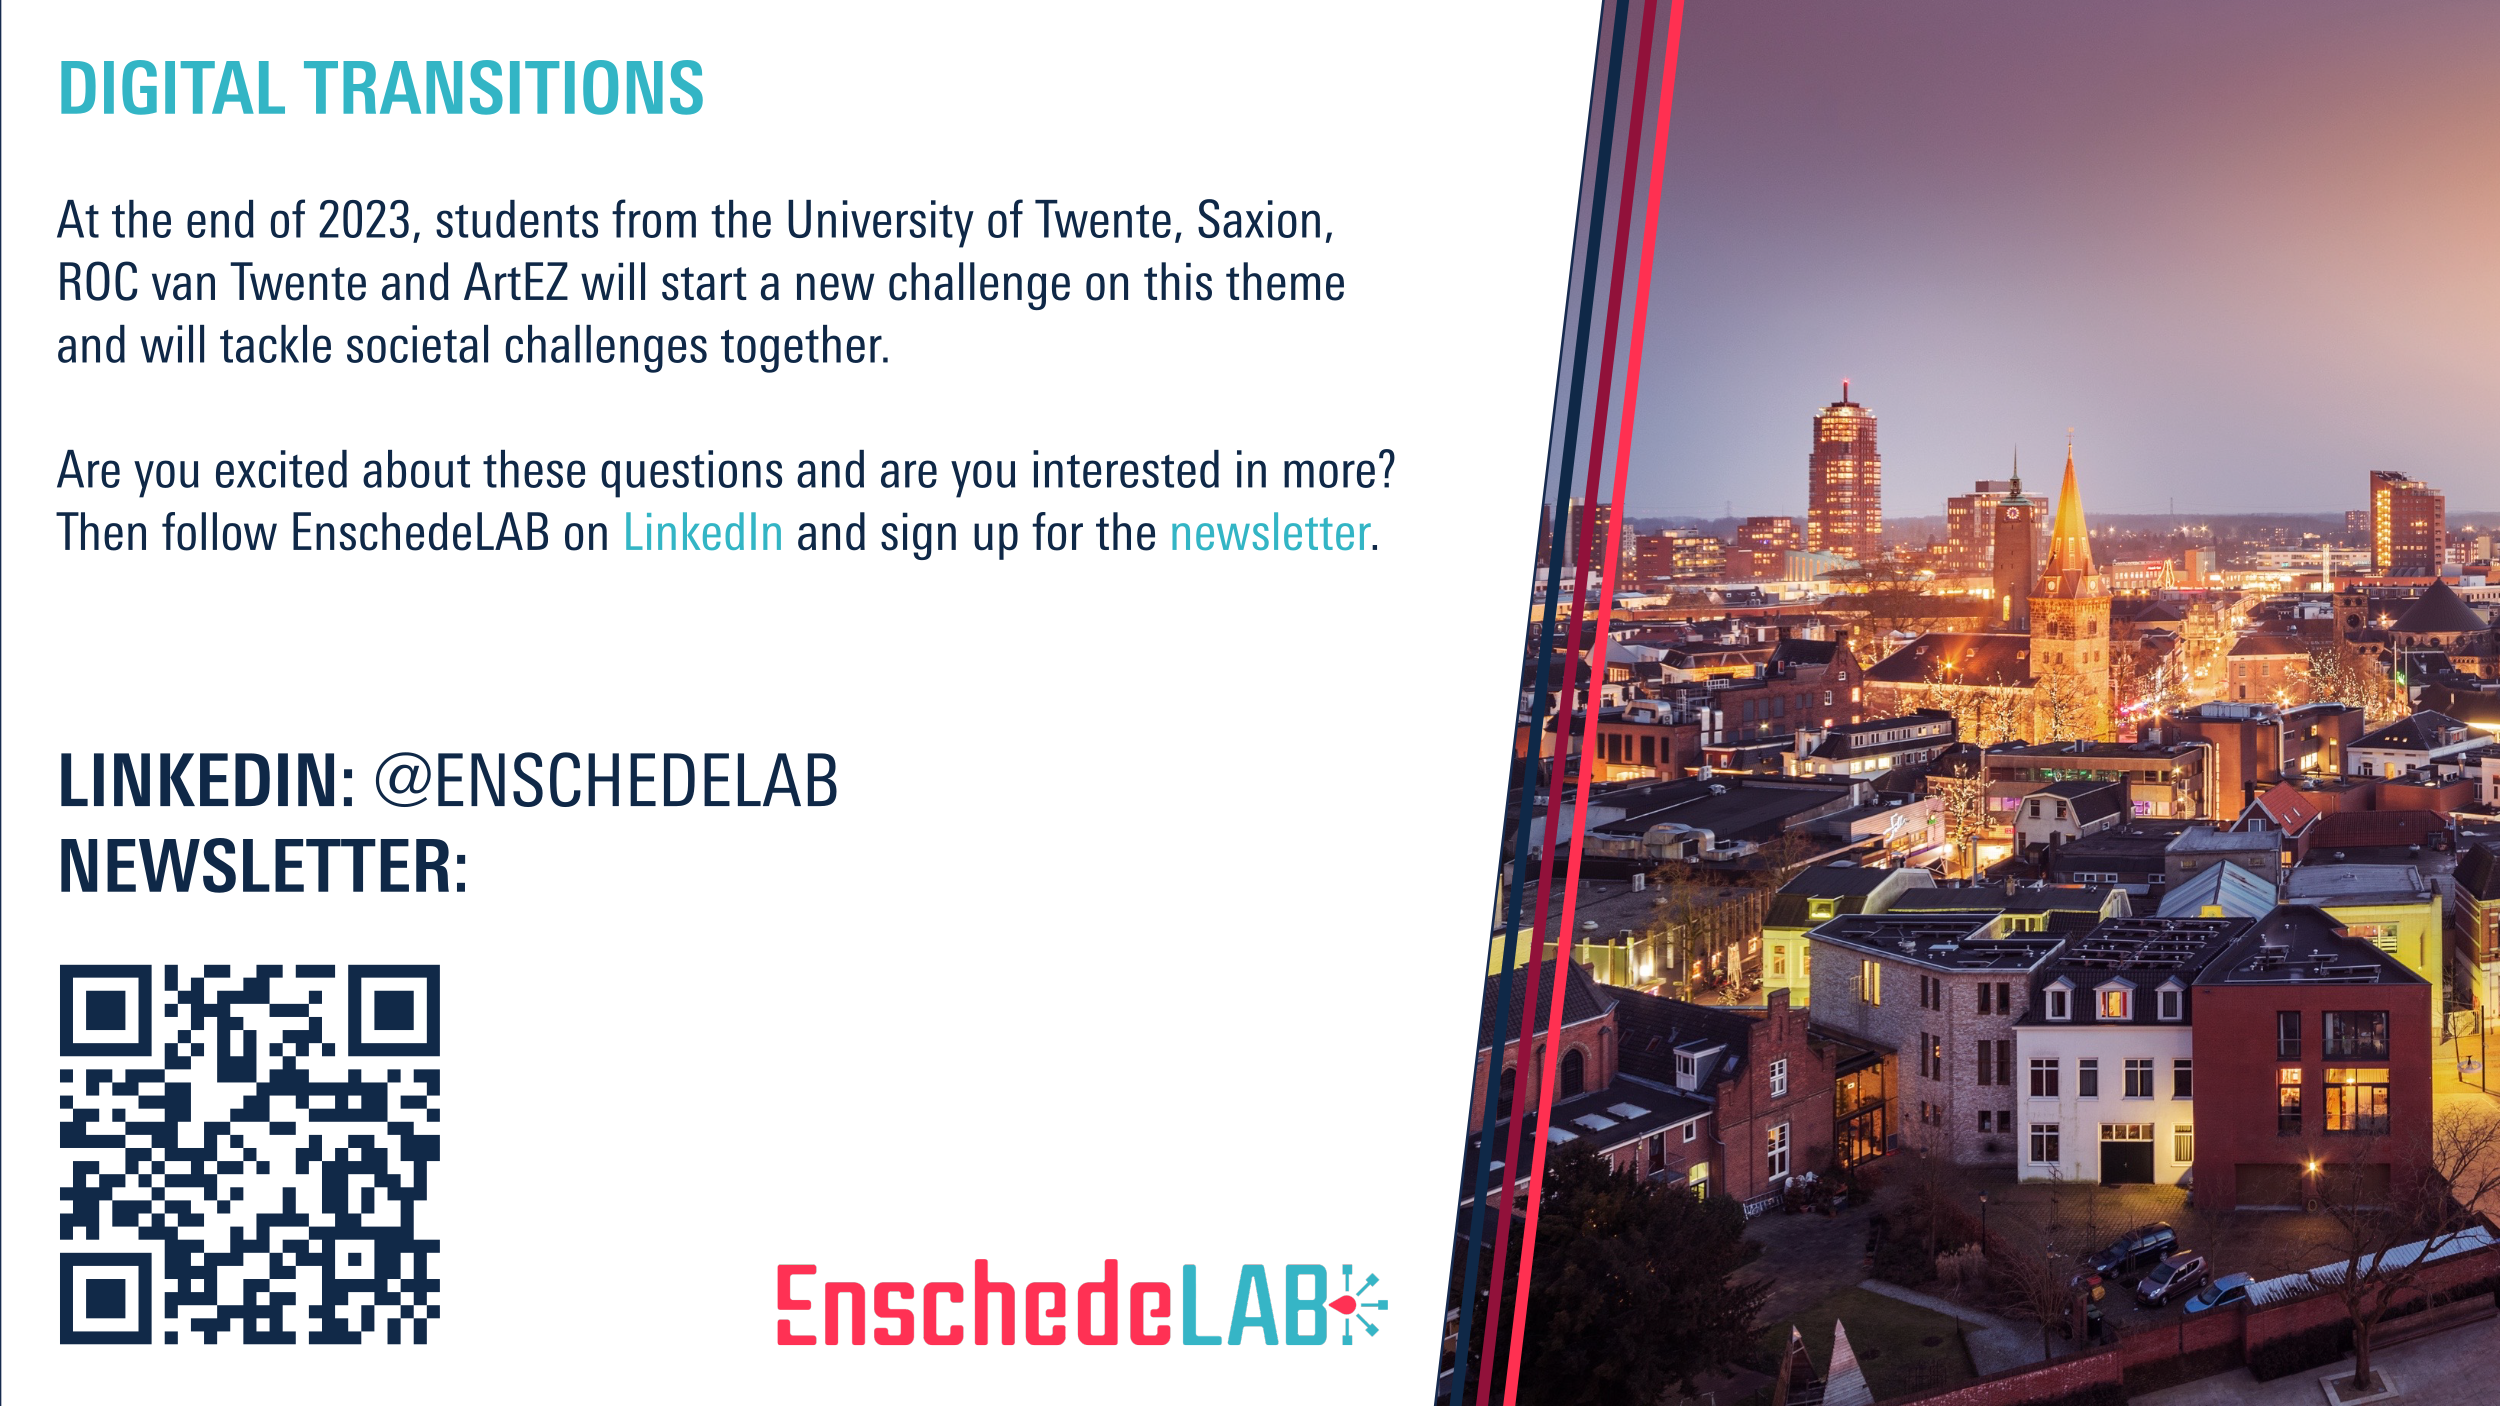 DIGITAL TRANSITIONS
At the end of 2023, students from the University of Twente, Saxion,
ROC van Twente and ArtEZ will start a new challenge on this theme
and will tackle societal challenges together.
Are you excited about these questions and are you interested in more?
Then follow EnschedeLAB on LinkedIn and sign up for the newsletter.
LINKEDIN: @ENSCHEDELAB
NEWSLETTER:
EnschedeLAB